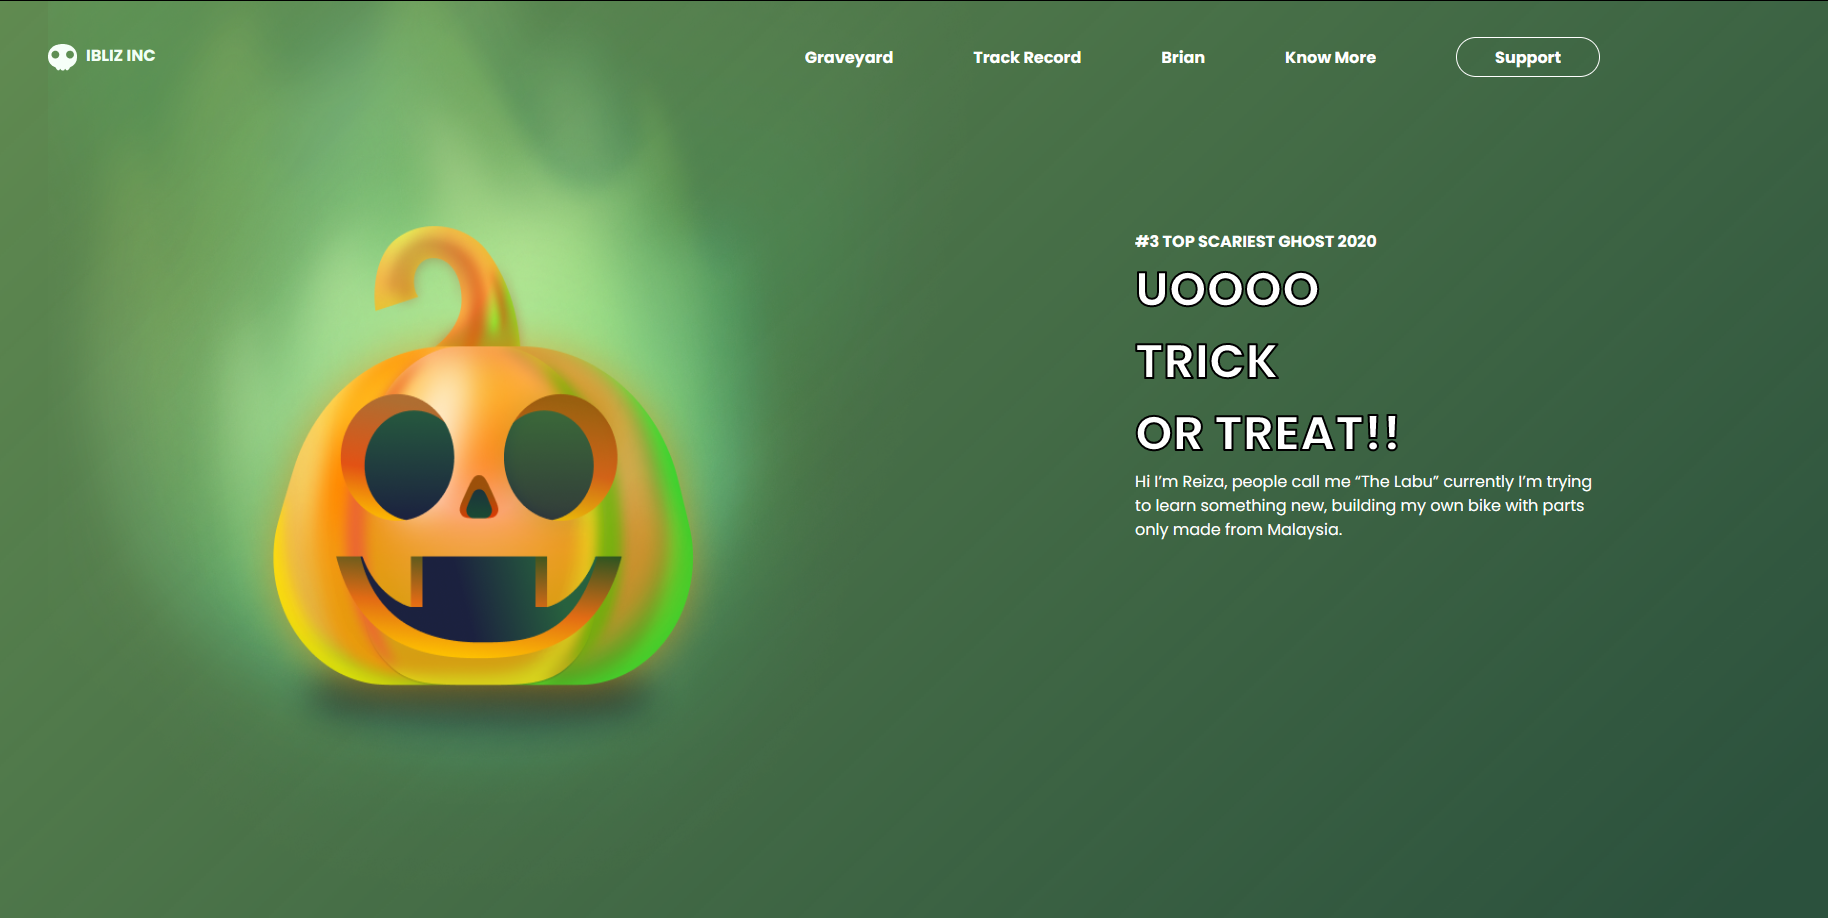 IBLIZ INC
Graveyard
Track Record
Brian
Know More
Support
#3 TOP SCARIEST GHOST 2020
UOOOO
TRICK
OR TREAT!!
Hi I’m Reiza, people call me “The Labu” currently I’m trying
to learn something new, building my own bike with parts
only made from Malaysia.